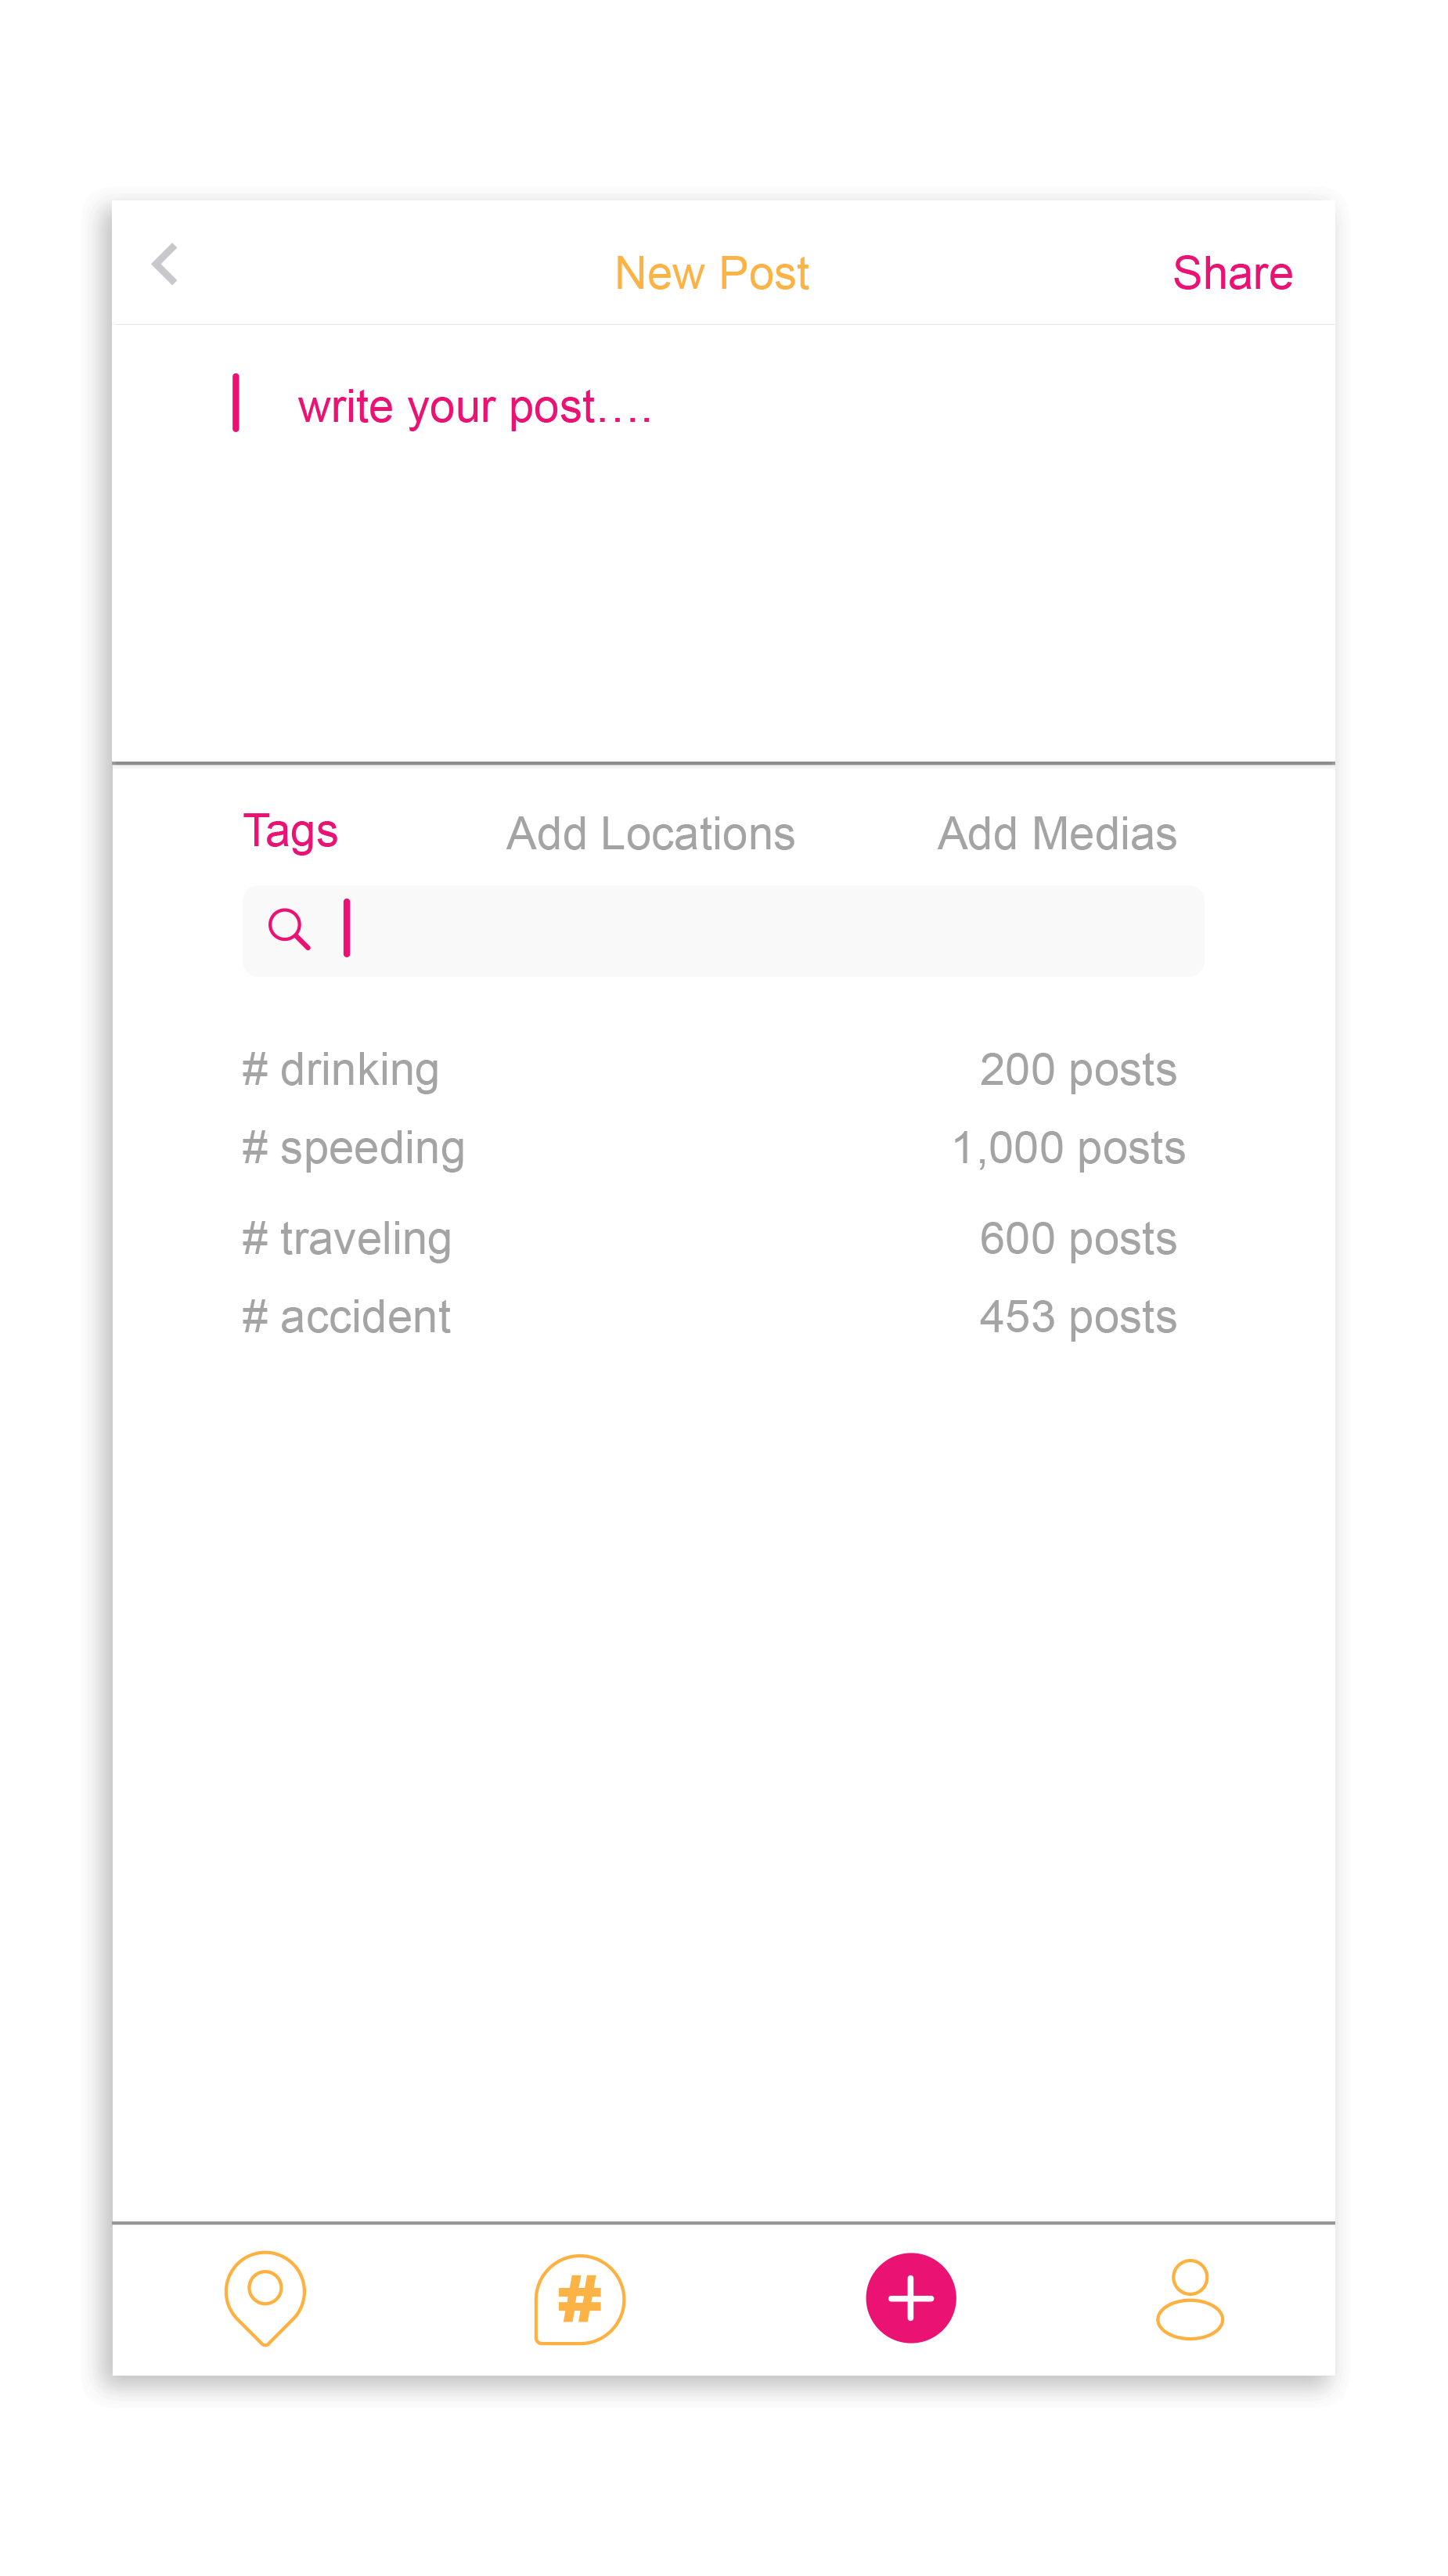 New Post Share
write your post....
Tags Add Locations Add Medias
# drinking 200 posts
# speeding 1,000 posts
# traveling 600 posts
# accident 453 posts
#